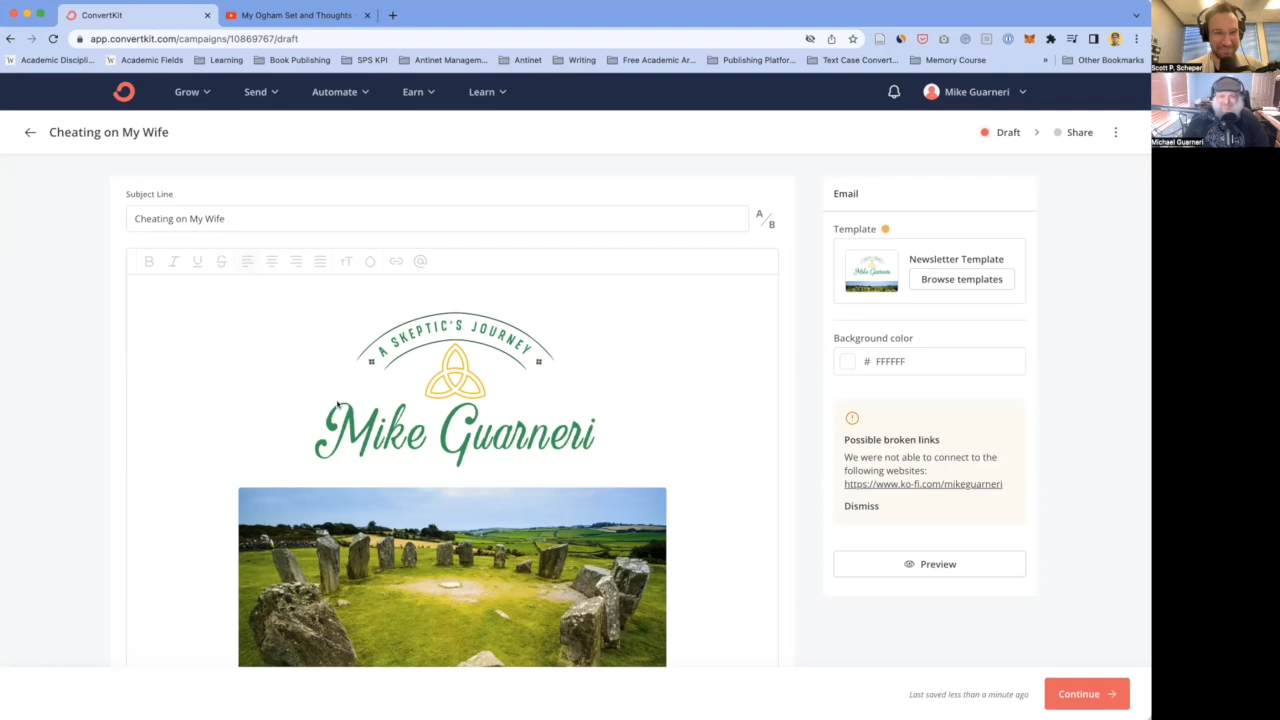 ConvertKit
My Ogham Set and Thoughts -
app.convertkit.com/campaigns/10869767/draft
Academic Discipli...
Academic Fields
Learning
Book Publishing
SPS KPI
Antinet Managem...
Antinet
Writing
Free Academic Ar...
Publishing Platfor...
Text Case Convert...
Memory Course
»
Other Bookmarks
Grow
Send
Automate
Earn
Learn
Mike Guarneri
Cheating on My Wife
Draft
Share
Subject Line
Cheating on My Wife
A/B
A SKEPTIC'S JOURNEY
Mike Guarneri
Email
Template
Newsletter Template
Browse templates
Background color
# FFFFFF
Possible broken links
We were not able to connect to the
following websites:
https://www.ko-fi.com/mikeguarneri
Dismiss
Preview
Last saved less than a minute ago
Continue
Scott P. Scheper
Michael Guarneri